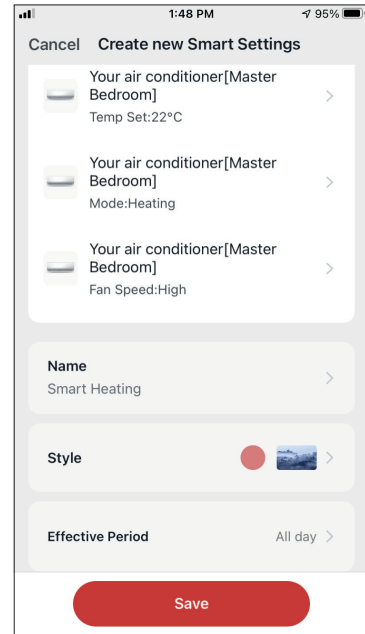 1:48 PM
95%
Cancel Create new Smart Settings
Your air conditioner[Master
Bedroom]
Temp Set:22°C
Your air conditioner[Master
Bedroom]
Mode:Heating
Your air conditioner[Master
Bedroom]
Fan Speed:High
Name
Smart Heating
Style
Effective Period
All day
Save